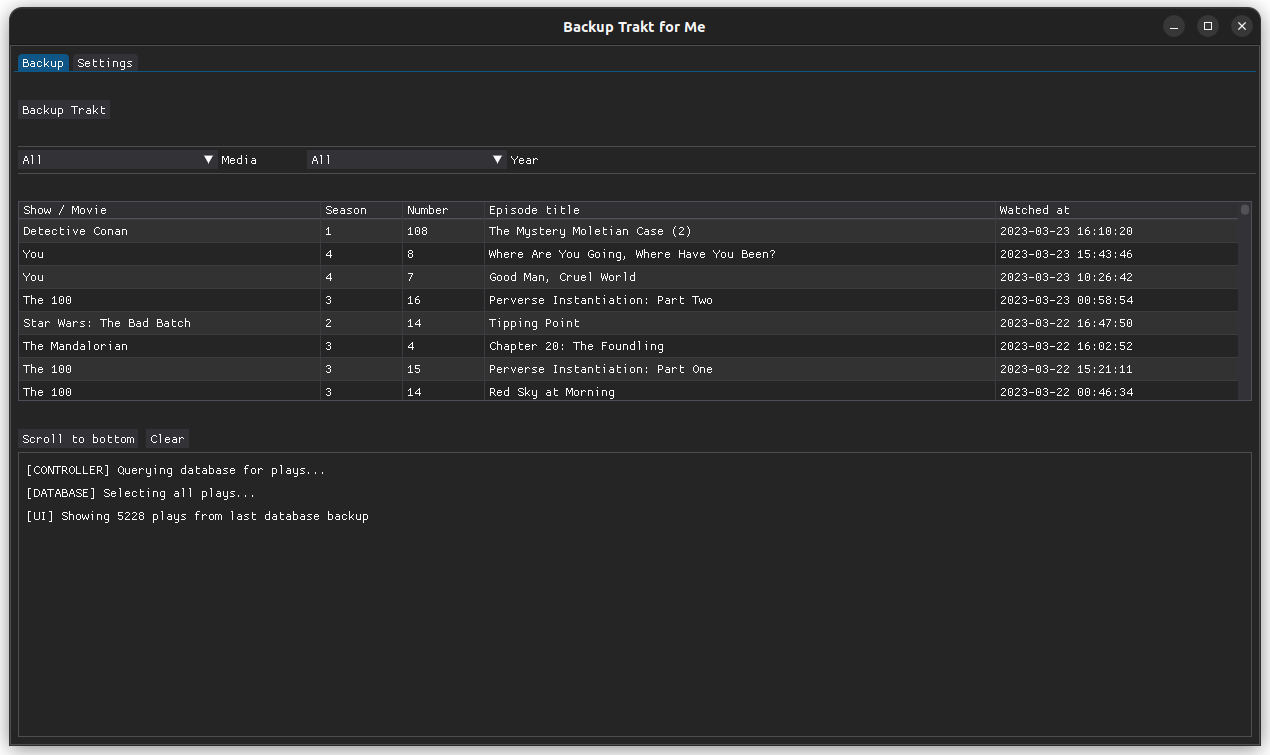 Backup Trakt for Me
Backup Settings
Backup Trakt
All Media All Year
Show / Movie Season Number Episode title Watched at
Detective Conan 1 108 The Mystery Moletian Case (2) 2023-03-23 16:10:20
You 4 8 Where Are You Going, Where Have You Been? 2023-03-23 15:43:46
You 4 7 Good Man, Cruel World 2023-03-23 10:26:42
The 100 3 16 Perverse Instantiation: Part Two 2023-03-23 00:58:54
Star Wars: The Bad Batch 2 14 Tipping Point 2023-03-22 16:47:50
The Mandalorian 3 4 Chapter 20: The Foundling 2023-03-22 16:02:52
The 100 3 15 Perverse Instantiation: Part One 2023-03-22 15:21:11
The 100 3 14 Red Sky at Morning 2023-03-22 00:46:34
Scroll to bottom Clear
[CONTROLLER] Querying database for plays...
[DATABASE] Selecting all plays...
[UI] Showing 5228 plays from last database backup